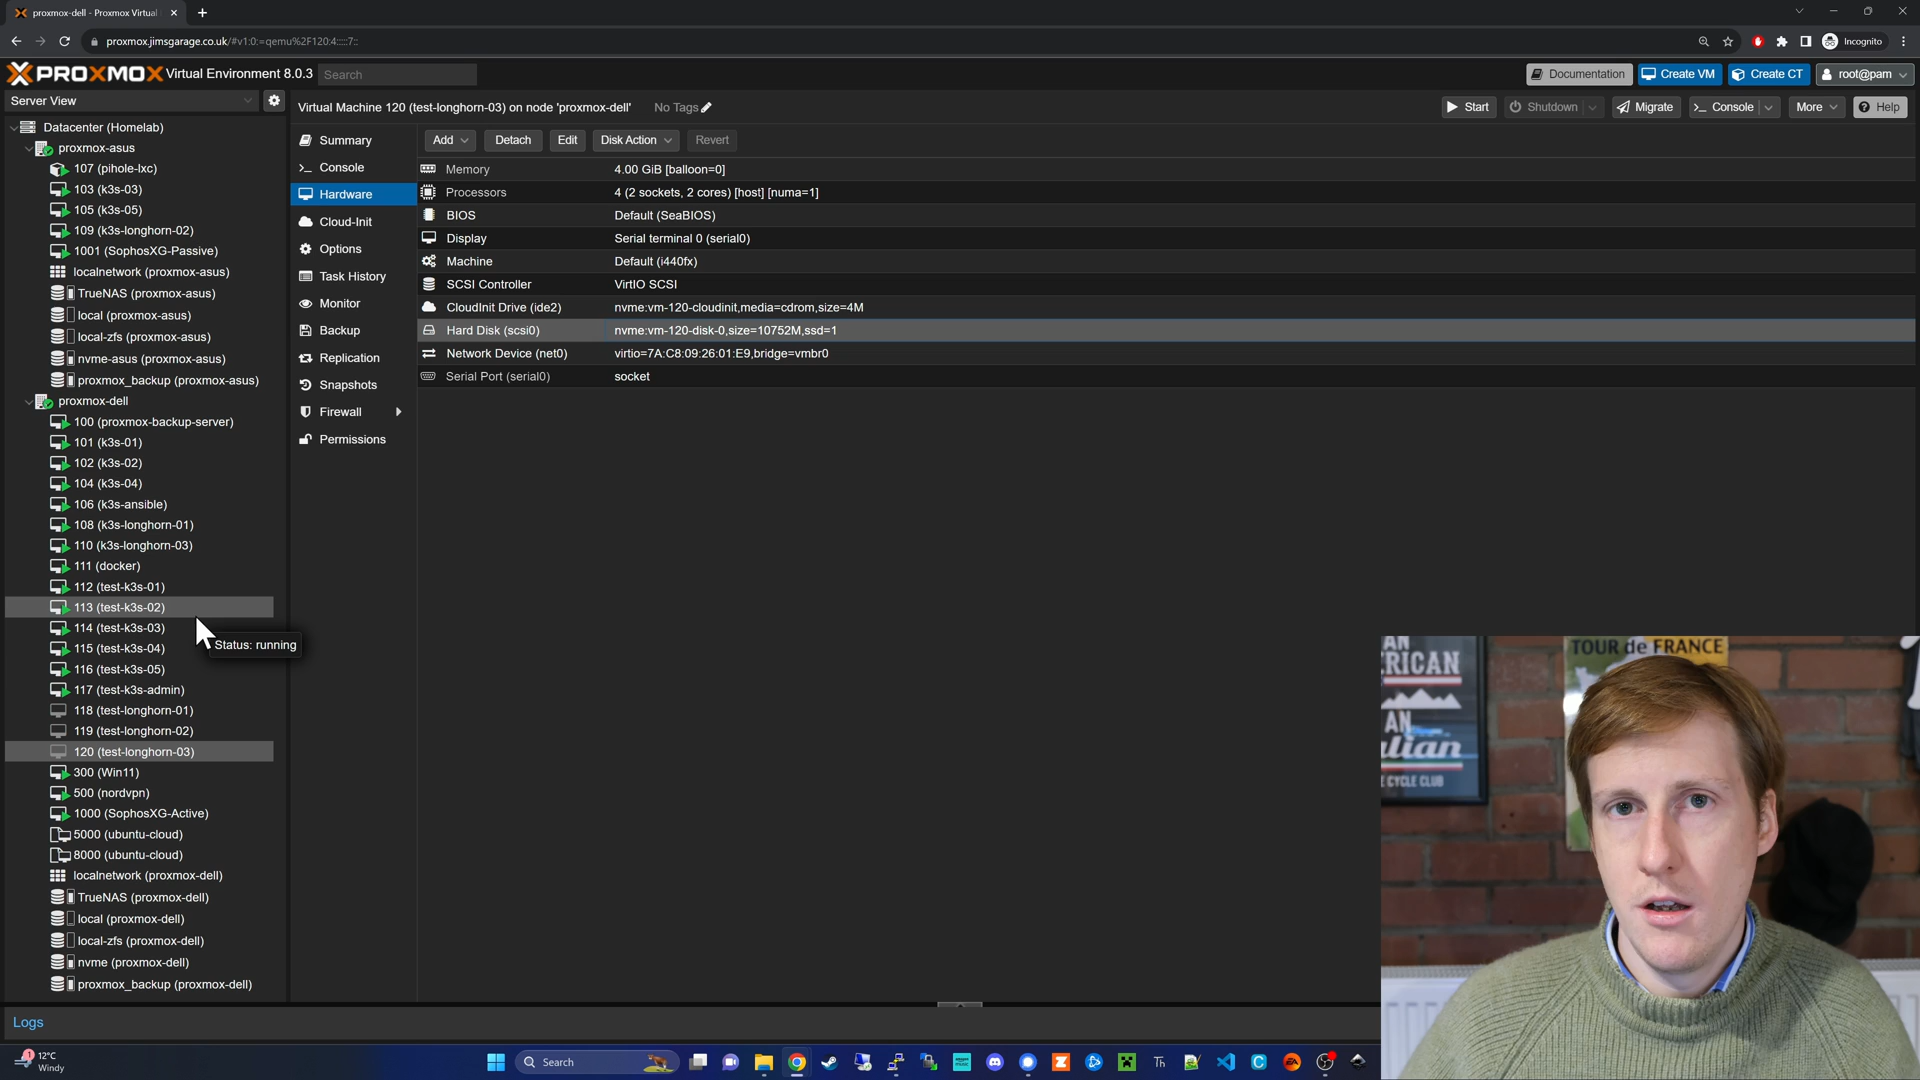 proxmox-dell - Proxmox Virtual
proxmox.jimsgarage.co.uk/#v1:0:=qemu%2F120:4:::::7::
Incognito
PROXMOX Virtual Environment 8.0.3
Search
Documentation
Create VM
Create CT
root@pam
Server View
Virtual Machine 120 (test-longhorn-03) on node 'proxmox-dell'
No Tags
Start
Shutdown
Migrate
Console
More
Help
Datacenter (Homelab)
proxmox-asus
107 (pihole-lxc)
103 (k3s-03)
105 (k3s-05)
109 (k3s-longhorn-02)
1001 (SophosXG-Passive)
localnetwork (proxmox-asus)
TrueNAS (proxmox-asus)
local (proxmox-asus)
local-zfs (proxmox-asus)
nvme-asus (proxmox-asus)
proxmox_backup (proxmox-asus)
proxmox-dell
100 (proxmox-backup-server)
101 (k3s-01)
102 (k3s-02)
104 (k3s-04)
106 (k3s-ansible)
108 (k3s-longhorn-01)
110 (k3s-longhorn-03)
111 (docker)
112 (test-k3s-01)
113 (test-k3s-02)
114 (test-k3s-03)
115 (test-k3s-04)
116 (test-k3s-05)
117 (test-k3s-admin)
118 (test-longhorn-01)
119 (test-longhorn-02)
120 (test-longhorn-03)
300 (Win11)
500 (nordvpn)
1000 (SophosXG-Active)
5000 (ubuntu-cloud)
8000 (ubuntu-cloud)
localnetwork (proxmox-dell)
TrueNAS (proxmox-dell)
local (proxmox-dell)
local-zfs (proxmox-dell)
nvme (proxmox-dell)
proxmox_backup (proxmox-dell)
Status: running
Summary
Console
Hardware
Cloud-Init
Options
Task History
Monitor
Backup
Replication
Snapshots
Firewall
Permissions
Add
Detach
Edit
Disk Action
Revert
Memory 4.00 GiB [balloon=0]
Processors 4 (2 sockets, 2 cores) [host] [numa=1]
BIOS Default (SeaBIOS)
Display Serial terminal 0 (serial0)
Machine Default (i440fx)
SCSI Controller VirtIO SCSI
CloudInit Drive (ide2) nvme:vm-120-cloudinit,media=cdrom,size=4M
Hard Disk (scsi0) nvme:vm-120-disk-0,size=10752M,ssd=1
Network Device (net0) virtio=7A:C8:09:26:01:E9,bridge=vmbr0
Serial Port (serial0) socket
TOUR de FRANCE
AN
RICAN
AN
alian
E CYCLE CLUB
Logs
1
12°C
Windy
Search
Th